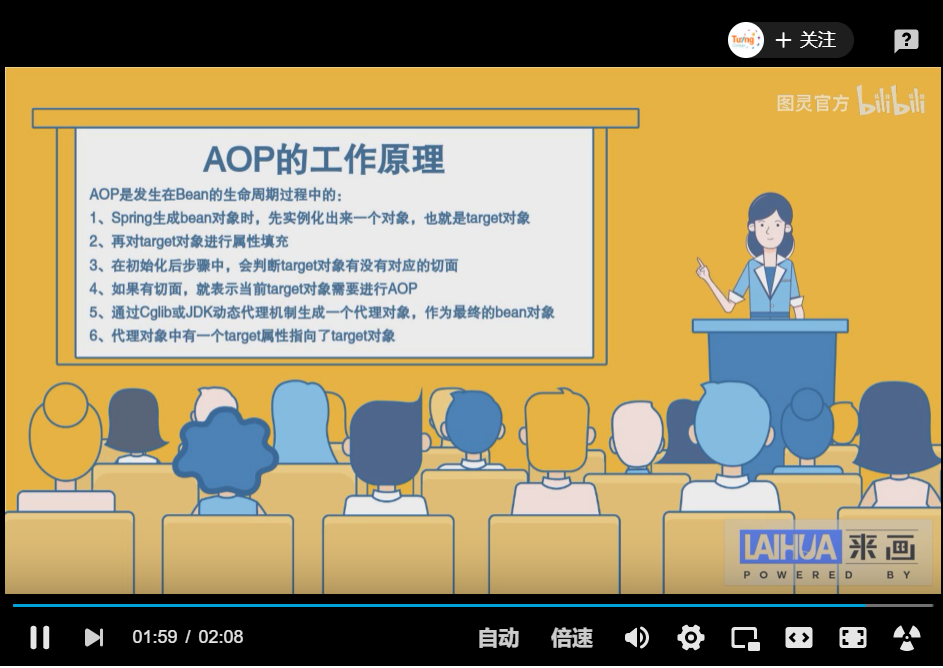 Tuling
+ 关注
?
图灵官方 bilibili
AOP的工作原理
AOP是发生在Bean的生命周期过程中的：
1、Spring生成bean对象时，先实例化出来一个对象，也就是target对象
2、再对target对象进行属性填充
3、在初始化后步骤中，会判断target对象有没有对应的切面
4、如果有切面，就表示当前target对象需要进行AOP
5、通过Cglib或JDK动态代理机制生成一个代理对象，作为最终的bean对象
6、代理对象中有一个target属性指向了target对象
LAIHUA 来画
POWERED BY
01:59 / 02:08
自动
倍速